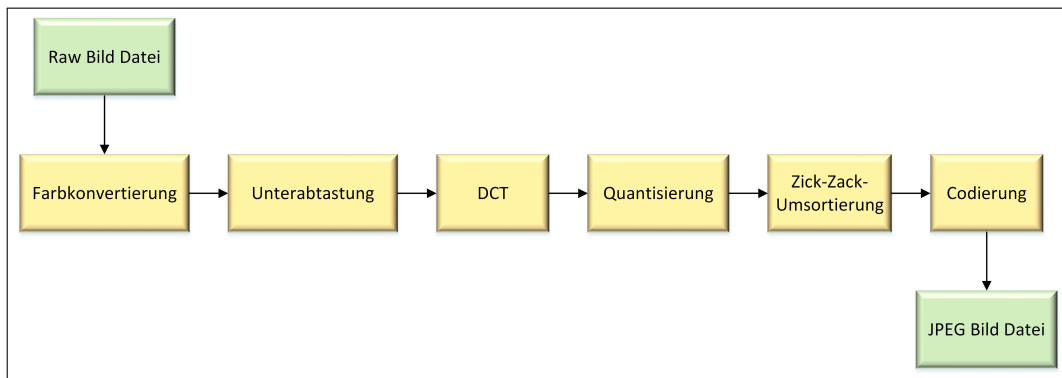 Raw Bild Datei
Farbkonvertierung
Unterabtastung
DCT
Quantisierung
Zick-Zack-
Umsortierung
Codierung
JPEG Bild Datei